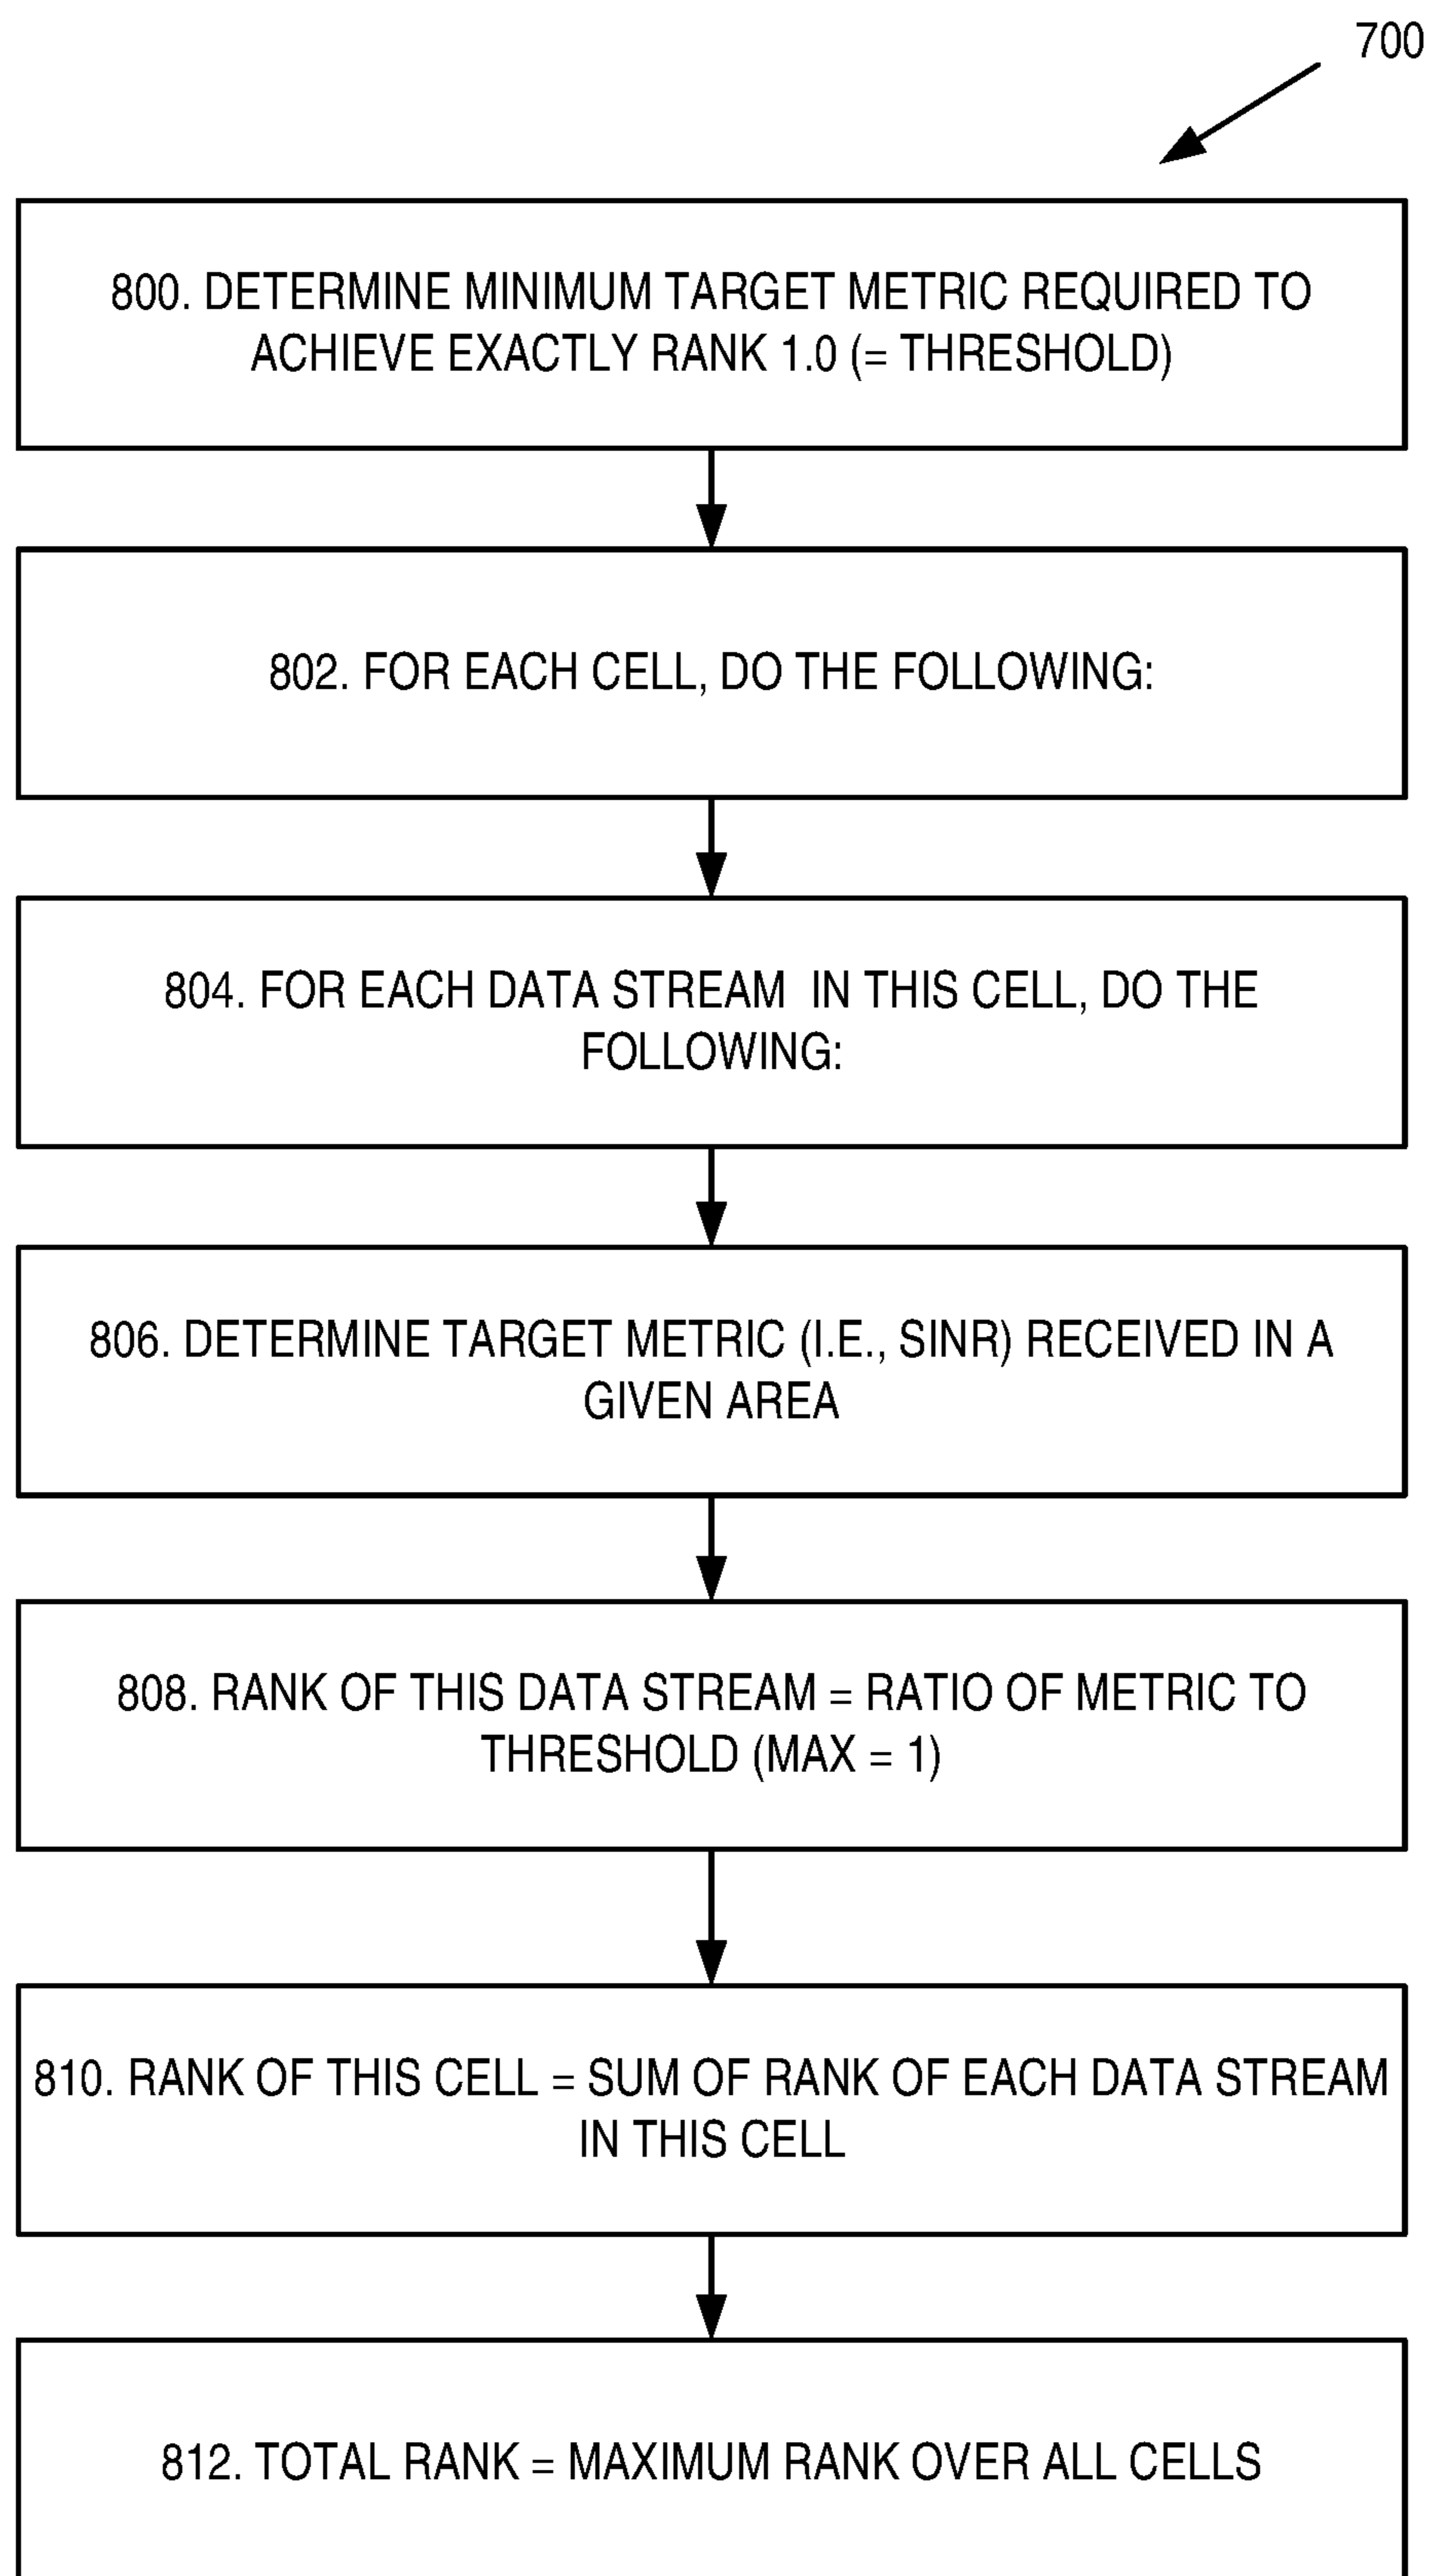 700
800. DETERMINE MINIMUM TARGET METRIC REQUIRED TO
ACHIEVE EXACTLY RANK 1.0 (= THRESHOLD)
802. FOR EACH CELL, DO THE FOLLOWING:
804. FOR EACH DATA STREAM IN THIS CELL, DO THE
FOLLOWING:
806. DETERMINE TARGET METRIC (I.E., SINR) RECEIVED IN A
GIVEN AREA
808. RANK OF THIS DATA STREAM = RATIO OF METRIC TO
THRESHOLD (MAX = 1)
810. RANK OF THIS CELL = SUM OF RANK OF EACH DATA STREAM
IN THIS CELL
812. TOTAL RANK = MAXIMUM RANK OVER ALL CELLS